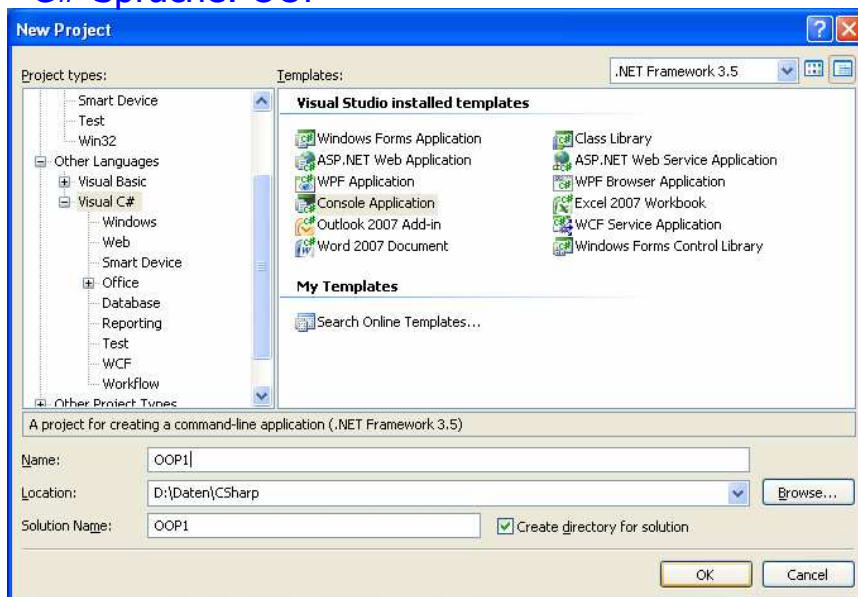 C# Sprache: OOP
New Project
Project types:
Templates:
.NET Framework 3.5
Smart Device
Test
Win32
Other Languages
Visual Basic
Visual C#
Windows
Web
Smart Device
Office
Database
Reporting
Test
WCF
Workflow
Other Project Types
Visual Studio installed templates
Windows Forms Application
Class Library
ASP.NET Web Application
ASP.NET Web Service Application
WPF Application
WPF Browser Application
Console Application
Excel 2007 Workbook
Outlook 2007 Add-in
WCF Service Application
Word 2007 Document
Windows Forms Control Library
My Templates
Search Online Templates...
A project for creating a command-line application (.NET Framework 3.5)
Name:
OOP1
Location:
D:\Daten\CSharp
Browse...
Solution Name:
OOP1
Create directory for solution
OK
Cancel